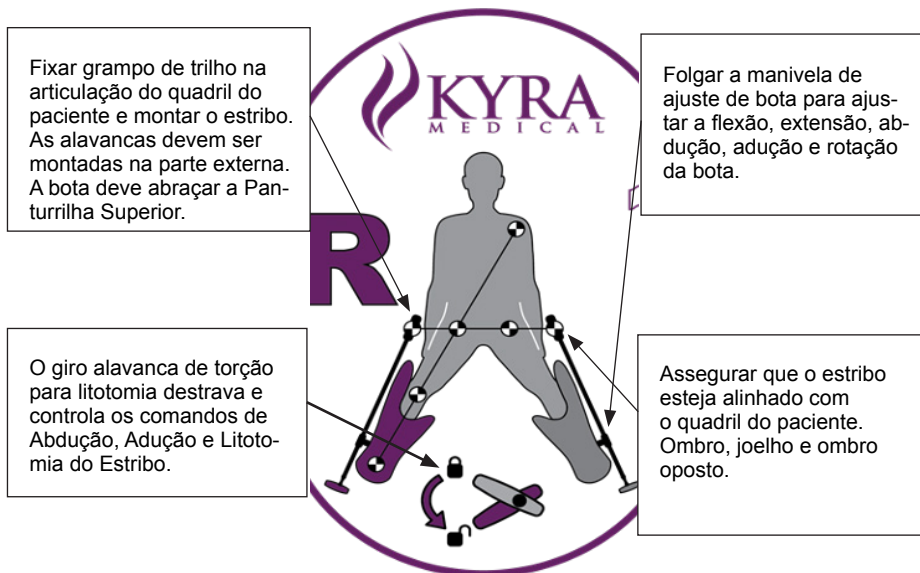 Fixar grampo de trilho na
articulação do quadril do
paciente e montar o estribo.
As alavancas devem ser
montadas na parte externa.
A bota deve abraçar a Pan-
turrilha Superior.
KYRA
MEDICAL
Folgar a manivela de
ajuste de bota para ajus-
tar a flexão, extensão, ab-
dução, adução e rotação
da bota.
R
O giro alavanca de torção
para litotomia destrava e
controla os comandos de
Abdução, Adução e Litoto-
mia do Estribo.
Assegurar que o estribo
esteja alinhado com
o quadril do paciente.
Ombro, joelho e ombro
oposto.